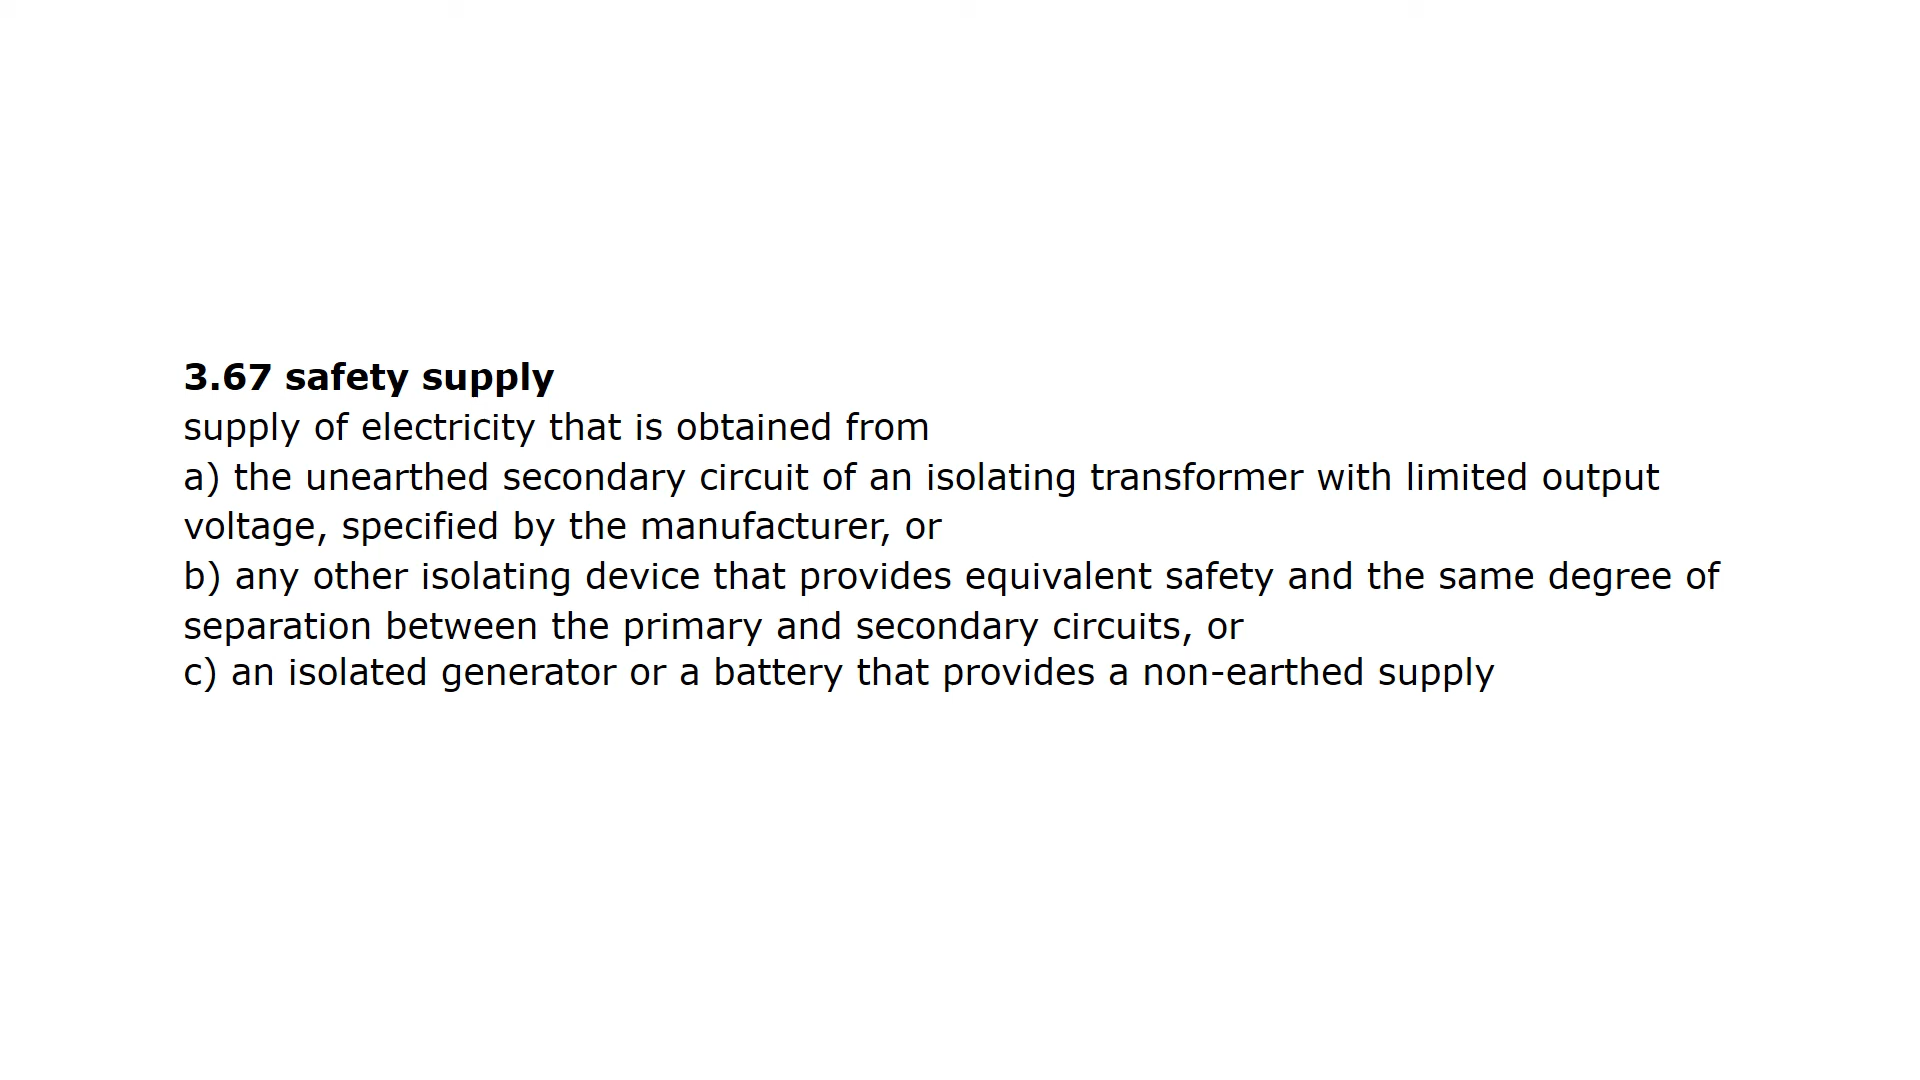 3.67 safety supply
supply of electricity that is obtained from
a) the unearthed secondary circuit of an isolating transformer with limited output
voltage, specified by the manufacturer, or
b) any other isolating device that provides equivalent safety and the same degree of
separation between the primary and secondary circuits, or
c) an isolated generator or a battery that provides a non-earthed supply